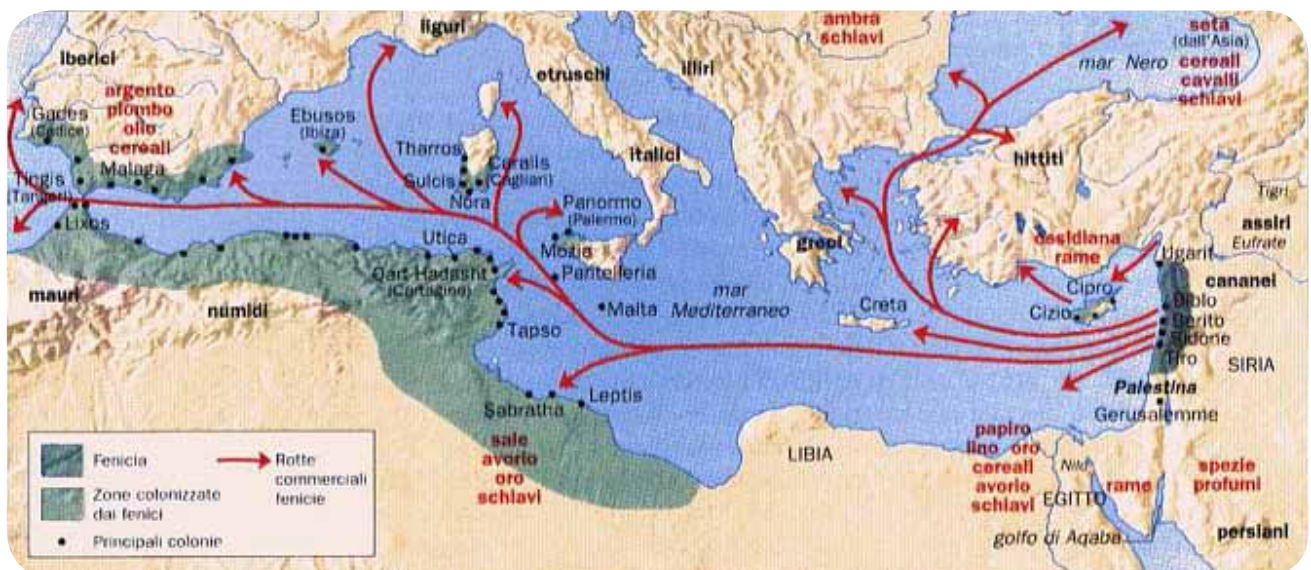 liguri
ambra
schiavi
seta
(dall'Asia)
cereali
cavalli
schiavi
mar Nero
Iberici
etruschi
illiri
argento
piombo
olio
cereali
Gades
(Cadice)
Ebusos
(Ibiza)
Tharros
Caralis
(Cagliari)
italici
hittiti
Malaga
Sulcis
Nora
Tingis
(Tangeri)
Panormo
(Palermo)
Tigri
assiri
Eufrate
Lixos
Utica
Mozia
greci
ossidiana
rame
Ugarit
Qart-Hadasht
(Cartagine)
Pantelleria
Cipro
cananei
mauri
numidi
mar
Mediterraneo
Malta
Creta
Cizio
Biblo
Berito
Sidone
Tiro
SIRIA
Tapso
Palestina
Gerusalemme
Sabratha
Leptis
sale
avorio
oro
schiavi
LIBIA
papiro
lino oro
cereali
avorio
schiavi
Nilo
EGITTO
rame
spezie
profumi
golfo di Aqaba
persiani
Fenicia
Rotte
commerciali
fenicie
Zone colonizzate
dai fenici
Principali colonie